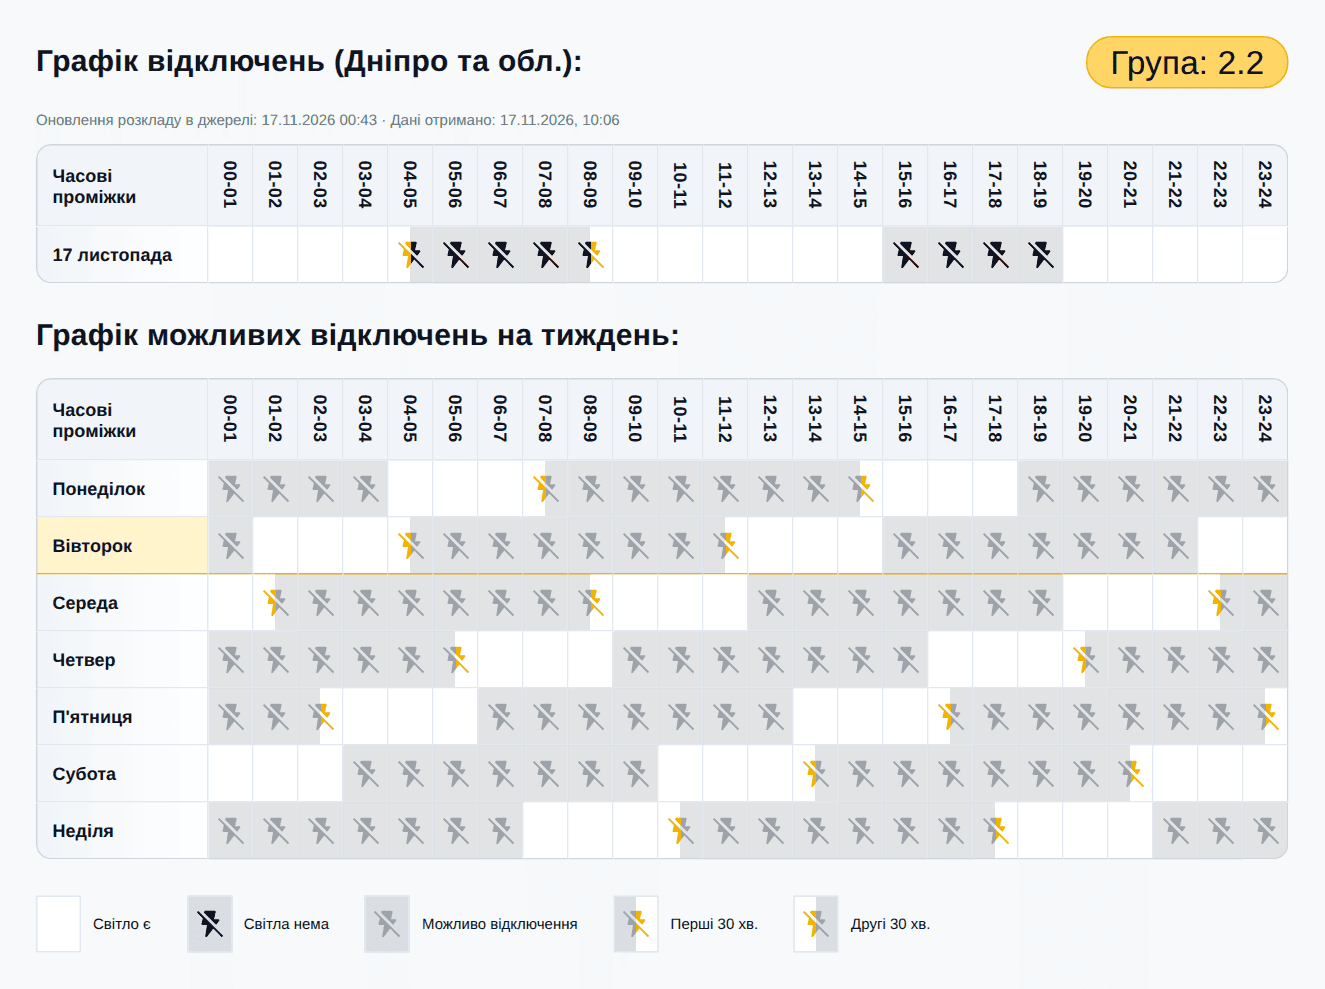 Графік відключень (Дніпро та обл.):
Група: 2.2
Оновлення розкладу в джерелі: 17.11.2026 00:43 · Дані отримано: 17.11.2026, 10:06
Часові проміжки 00-01 01-02 02-03 03-04 04-05 05-06 06-07 07-08 08-09 09-10 10-11 11-12 12-13 13-14 14-15 15-16 16-17 17-18 18-19 19-20 20-21 21-22 22-23 23-24
17 листопада
Графік можливих відключень на тиждень:
Часові проміжки 00-01 01-02 02-03 03-04 04-05 05-06 06-07 07-08 08-09 09-10 10-11 11-12 12-13 13-14 14-15 15-16 16-17 17-18 18-19 19-20 20-21 21-22 22-23 23-24
Понеділок
Вівторок
Середа
Четвер
П'ятниця
Субота
Неділя
Світло є Світла нема Можливо відключення Перші 30 хв. Другі 30 хв.